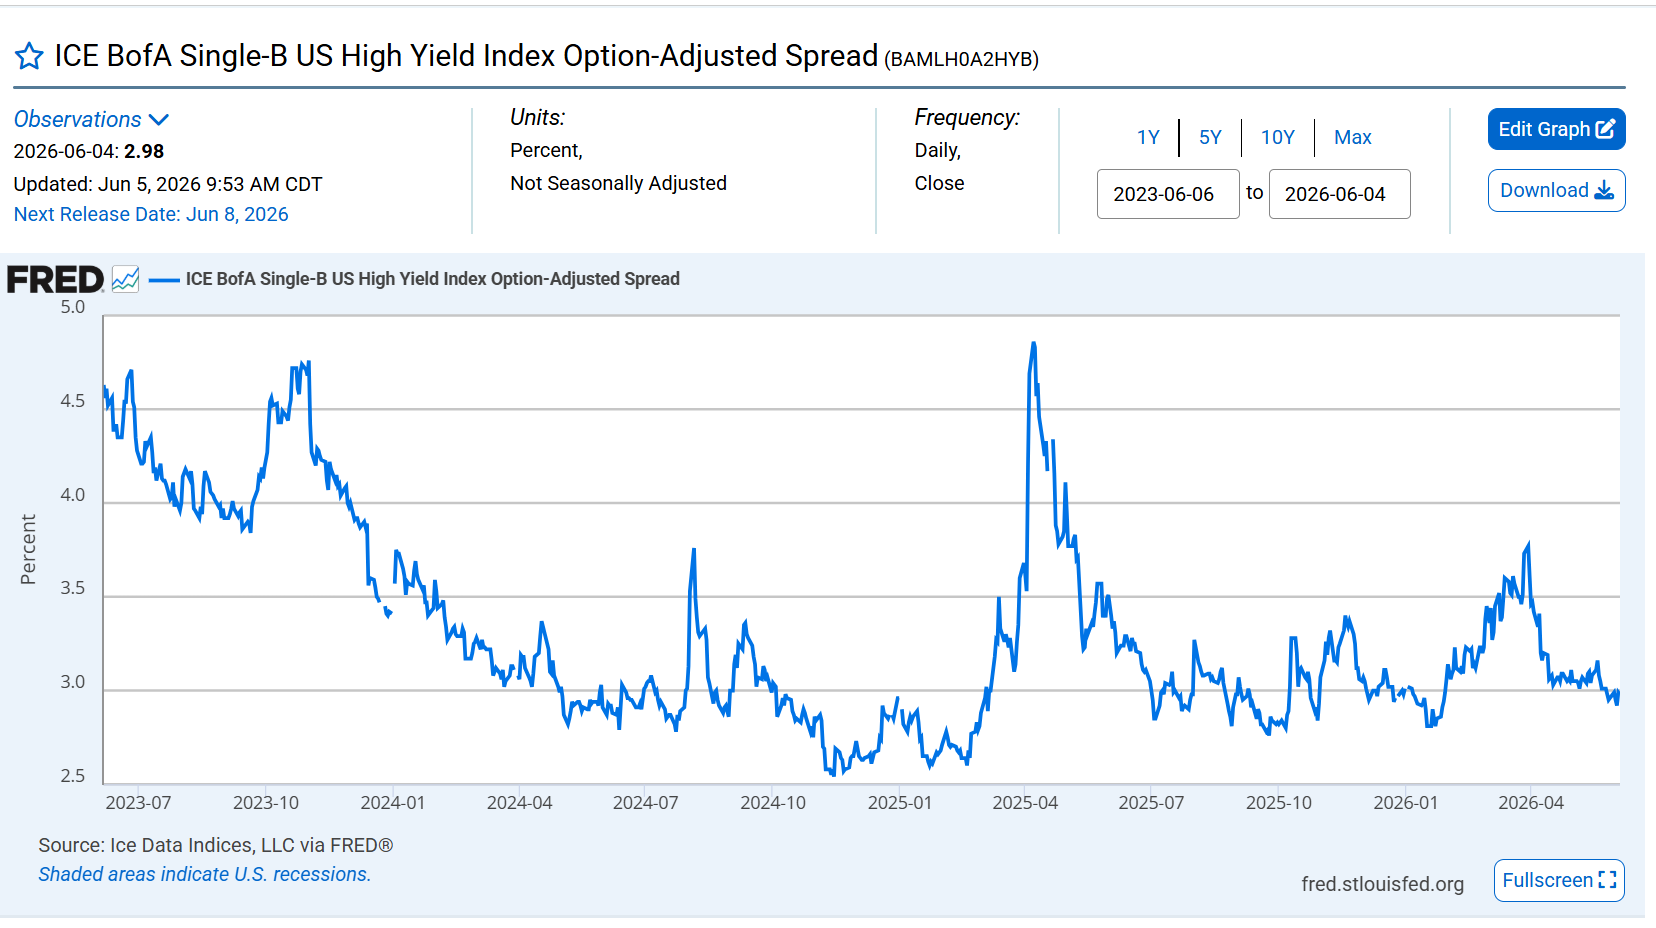 ICE BofA Single-B US High Yield Index Option-Adjusted Spread (BAMLH0A2HYB)
Observations
2026-06-04: 2.98
Updated: Jun 5, 2026 9:53 AM CDT
Next Release Date: Jun 8, 2026
Units:
Percent,
Not Seasonally Adjusted
Frequency:
Daily,
Close
1Y
5Y
10Y
Max
2023-06-06 to 2026-06-04
Edit Graph
Download
FRED
ICE BofA Single-B US High Yield Index Option-Adjusted Spread
5.0
4.5
4.0
3.5
3.0
2.5
Percent
2023-07
2023-10
2024-01
2024-04
2024-07
2024-10
2025-01
2025-04
2025-07
2025-10
2026-01
2026-04
Source: Ice Data Indices, LLC via FRED®
Shaded areas indicate U.S. recessions.
fred.stlouisfed.org
Fullscreen